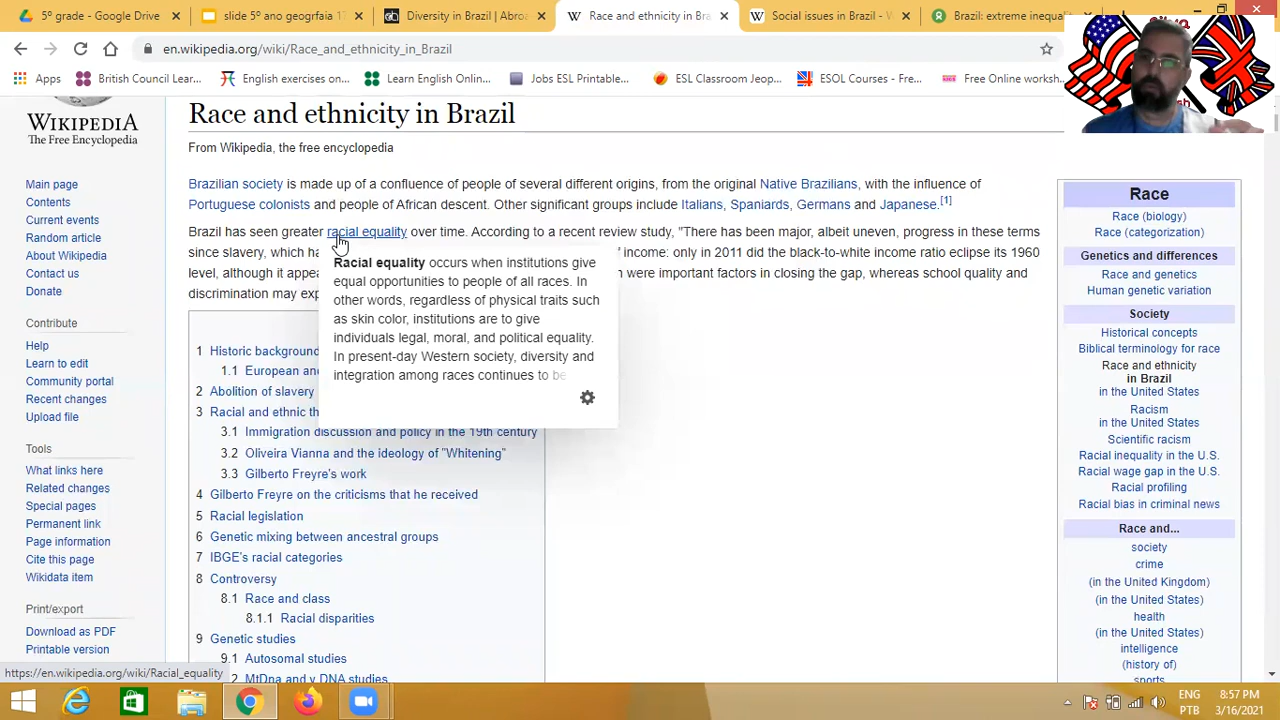 5º grade - Google Drive
slide 5º ano geogrfaia 17
Diversity in Brazil | Abroa
Race and ethnicity in Brazil
Social issues in Brazil - W
Brazil: extreme inequali
en.wikipedia.org/wiki/Race_and_ethnicity_in_Brazil
Apps
British Council Lear...
English exercises on...
Learn English Onlin...
Jobs ESL Printable...
ESL Classroom Jeop...
ESOL Courses - Fre...
Free Online worksh
WIKIPEDIA
The Free Encyclopedia
Main page
Contents
Current events
Random article
About Wikipedia
Contact us
Donate
Contribute
Help
Learn to edit
Community portal
Recent changes
Upload file
Tools
What links here
Related changes
Special pages
Permanent link
Page information
Cite this page
Wikidata item
Print/export
Download as PDF
Printable version
Race and ethnicity in Brazil
From Wikipedia, the free encyclopedia
Brazilian society is made up of a confluence of people of several different origins, from the original Native Brazilians, with the influence of
Portuguese colonists and people of African descent. Other significant groups include Italians, Spaniards, Germans and Japanese.[1]
Brazil has seen greater racial equality over time. According to a recent review study, "There has been major, albeit uneven, progress in these terms
since slavery, which ha of income: only in 2011 did the black-to-white income ratio eclipse its 1960
level, although it appea n were important factors in closing the gap, whereas school quality and
discrimination may exp
Racial equality occurs when institutions give
equal opportunities to people of all races. In
other words, regardless of physical traits such
as skin color, institutions are to give
individuals legal, moral, and political equality.
In present-day Western society, diversity and
integration among races continues to be
1 Historic background
1.1 European an
2 Abolition of slavery
3 Racial and ethnic th
3.1 Immigration discussion and policy in the 19th century
3.2 Oliveira Vianna and the ideology of "Whitening"
3.3 Gilberto Freyre's work
4 Gilberto Freyre on the criticisms that he received
5 Racial legislation
6 Genetic mixing between ancestral groups
7 IBGE's racial categories
8 Controversy
8.1 Race and class
8.1.1 Racial disparities
9 Genetic studies
9.1 Autosomal studies
9.2 MtDna and y DNA studies
Race
Race (biology)
Race (categorization)
Genetics and differences
Race and genetics
Human genetic variation
Society
Historical concepts
Biblical terminology for race
Race and ethnicity
in Brazil
in the United States
Racism
in the United States
Scientific racism
Racial inequality in the U.S.
Racial wage gap in the U.S.
Racial profiling
Racial bias in criminal news
Race and...
society
crime
(in the United Kingdom)
(in the United States)
health
(in the United States)
intelligence
(history of)
sports
https://en.wikipedia.org/wiki/Racial_equality
ENG
PTB
8:57 PM
3/16/2021